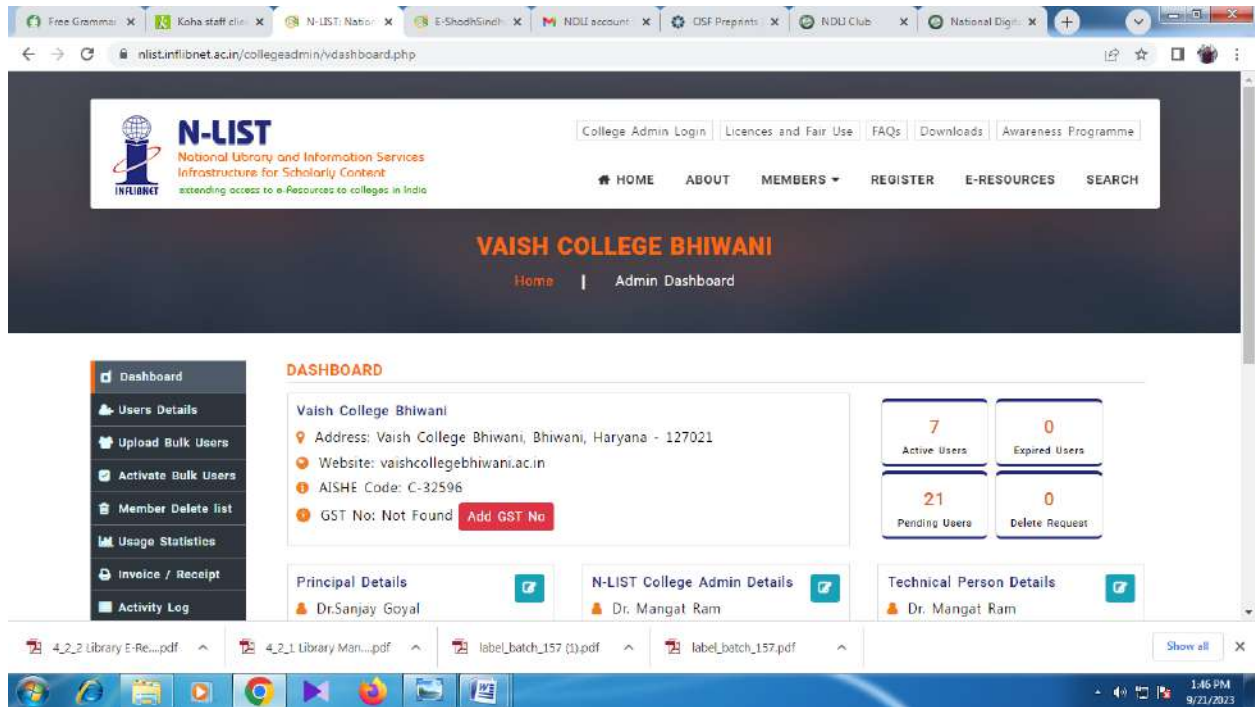 Free Grammar
Koha staff clie
N-LIST: Nation
E-ShodhSindh
NDLI account
OSF Preprints
NDLI Club
National Digit
nlist.inflibnet.ac.in/collegeadmin/vdashboard.php
N-LIST
National Library and Information Services
Infrastructure for Scholarly Content
extending access to e-Resources to colleges in India
INFLIBNET
College Admin Login
Licences and Fair Use
FAQs
Downloads
Awareness Programme
HOME
ABOUT
MEMBERS
REGISTER
E-RESOURCES
SEARCH
VAISH COLLEGE BHIWANI
Home | Admin Dashboard
Dashboard
Users Details
Upload Bulk Users
Activate Bulk Users
Member Delete list
Usage Statistics
Invoice / Receipt
Activity Log
DASHBOARD
Vaish College Bhiwani
Address: Vaish College Bhiwani, Bhiwani, Haryana - 127021
Website: vaishcollegebhiwani.ac.in
AISHE Code: C-32596
GST No: Not Found Add GST No
7
Active Users
0
Expired Users
21
Pending Users
0
Delete Request
Principal Details
Dr.Sanjay Goyal
N-LIST College Admin Details
Dr. Mangat Ram
Technical Person Details
Dr. Mangat Ram
4_2_2 Library E-Re....pdf
4_2_1 Library Man....pdf
label_batch_157 (1).pdf
label_batch_157.pdf
Show all
1:46 PM
9/21/2023